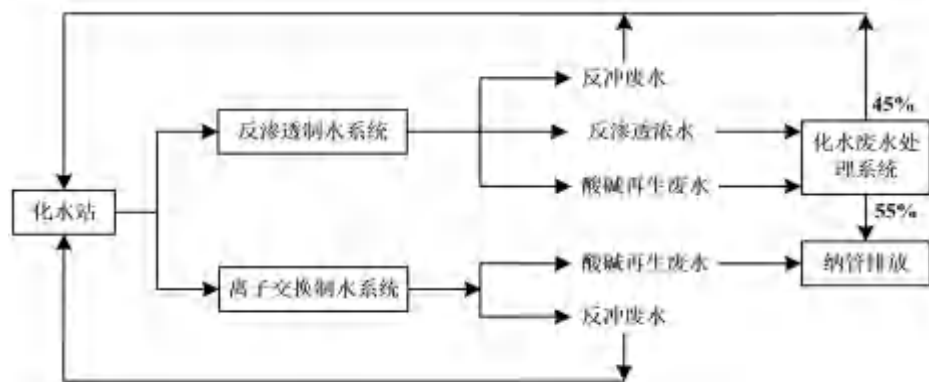 反冲废水
45%
反渗透制水系统
反渗透浓水
化水废水处
理系统
酸碱再生废水
化水站
55%
酸碱再生废水
纳管排放
离子交换制水系统
反冲废水